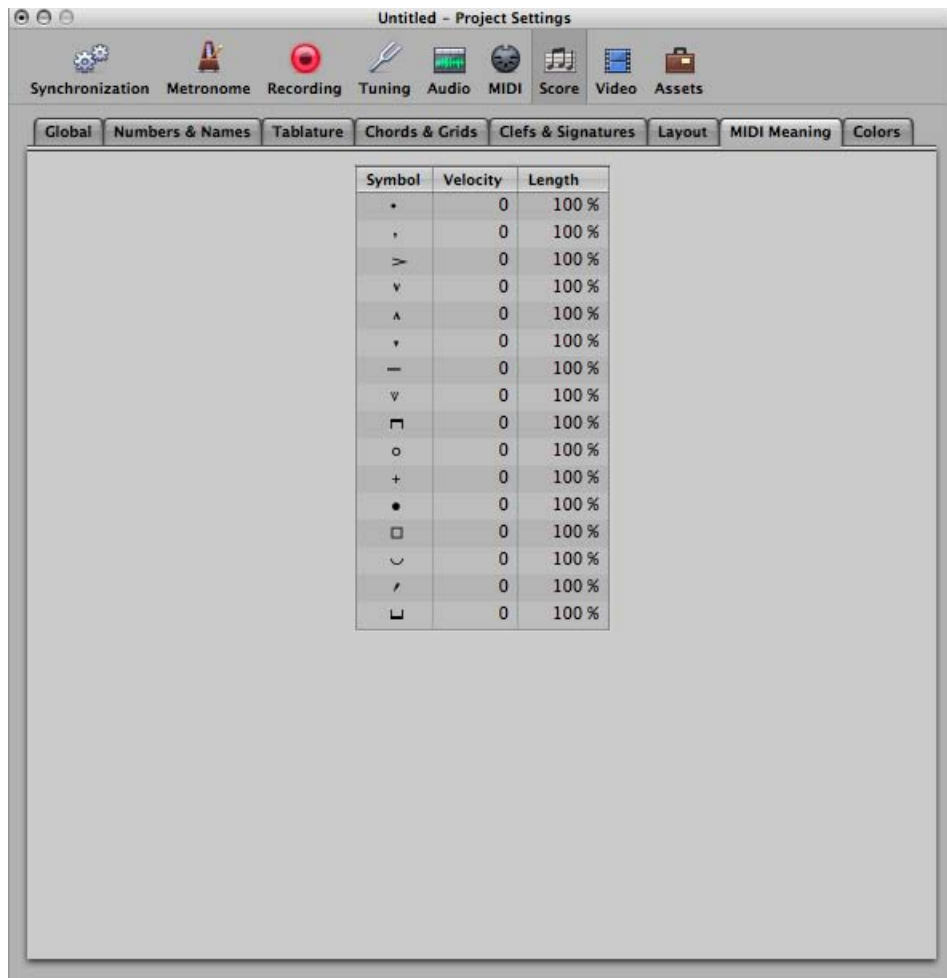 Untitled – Project Settings
Synchronization Metronome Recording Tuning Audio MIDI Score Video Assets
Global Numbers & Names Tablature Chords & Grids Clefs & Signatures Layout MIDI Meaning Colors
Symbol Velocity Length
0 100 %
, 0 100 %
> 0 100 %
v 0 100 %
ʌ 0 100 %
0 100 %
— 0 100 %
0 100 %
0 100 %
o 0 100 %
+ 0 100 %
● 0 100 %
□ 0 100 %
0 100 %
0 100 %
0 100 %